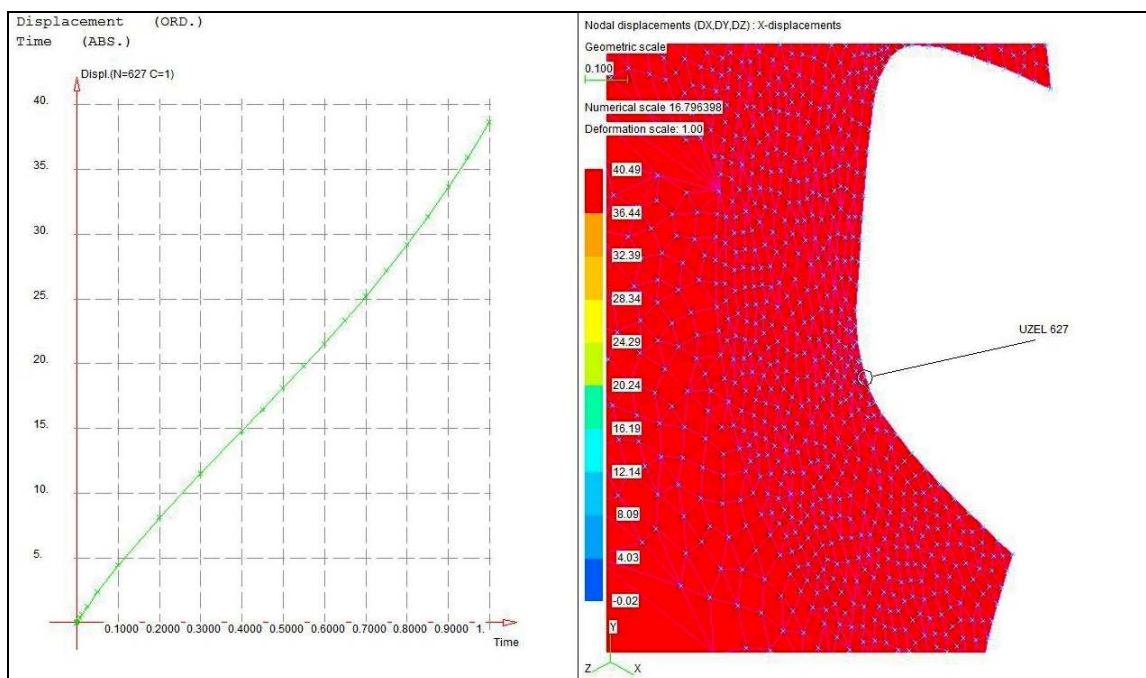 Displacement (ORD.)
Time (ABS.)
Displ.(N=627 C=1)
40.
35.
30.
25.
20.
15.
10.
5.
0.1000 0.2000 0.3000 0.4000 0.5000 0.6000 0.7000 0.8000 0.9000 1.
Time
Nodal displacements (DX,DY,DZ) : X-displacements
Geometric scale
0.100
Numerical scale 16.796398
Deformation scale: 1.00
40.49
36.44
32.39
28.34
24.29
20.24
16.19
12.14
8.09
4.03
-0.02
UZEL 627
Y
Z X